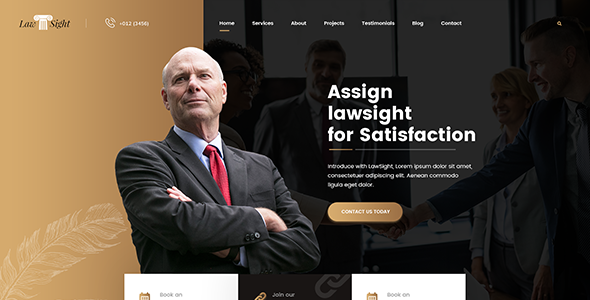 Law Sight
+012 (3456)
Home Services About Projects Testimonials Blog Contact
Assign
lawsight
for Satisfaction
Introduce with LawSight, Lorem ipsum dolor sit amet,
consectetuer adipiscing elit. Aenean commodo
ligula eget dolor.
CONTACT US TODAY
Book an
Join our
Book an